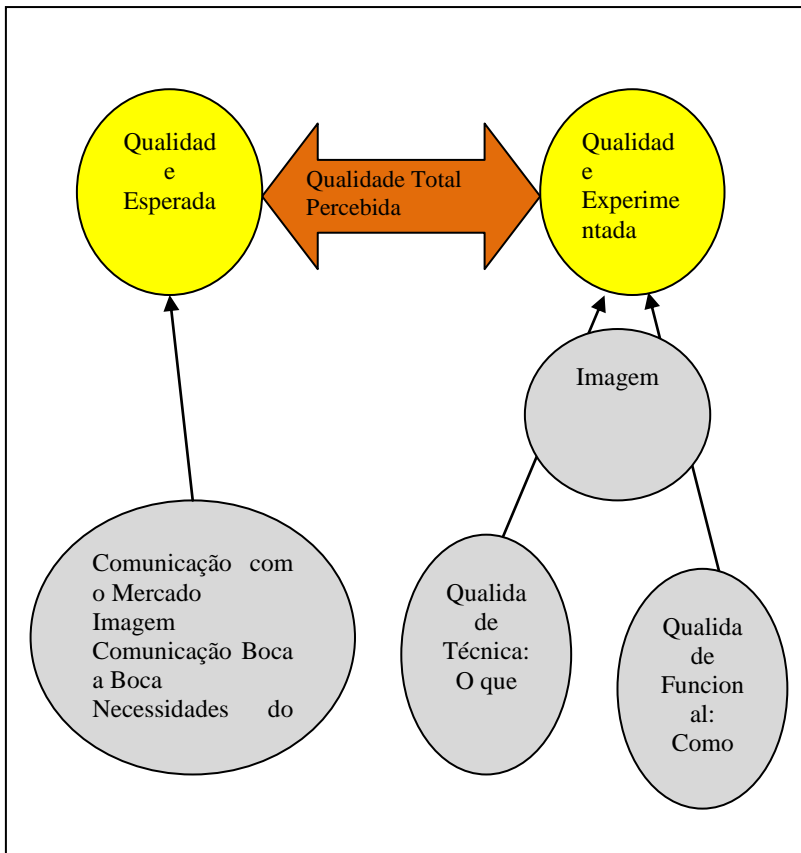 Qualidad
e
Esperada
Qualidade Total
Percebida
Qualidad
e
Experime
ntada
Imagem
Comunicação com
o Mercado
Imagem
Comunicação Boca
a Boca
Necessidades do
Qualida
de
Técnica:
O que
Qualida
de
Funcion
al:
Como